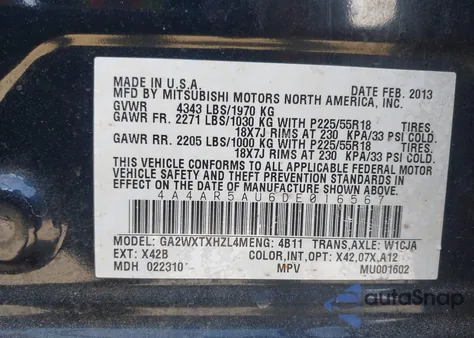 MADE IN U.S.A. DATE FEB. 2013
BY MITSUBISHI MOTORS NORTH AMERICA, INC.
GVWR 4343 LBS/1970 KG
GAWR FR. 2271 LBS/1030 KG WITH P225/55R18 TIRES,
18X7J RIMS AT 230 KPA/33 PSI COLD.
GAWR RR. 2205 LBS/1000 KG WITH P225/55R18 TIRES,
18X7J RIMS AT 230 KPA/33 PSI COLD.
THIS VEHICLE CONFORMS TO ALL APPLICABLE FEDERAL MOTOR
VEHICLE SAFETY AND THEFT PREVENTION STANDARDS IN
EFFECT ON THE DATE OF MANUFACTURE SHOWN ABOVE.
4A4AR5AU6DE016567
MODEL: GA2WXTXHZL4M ENG: 4B11 TRANS,AXLE: W1CJA
EXT: X42B COLOR,INT,OPT: X42,07X,A12
MDH 022310 MPV MU001602
autoSnap